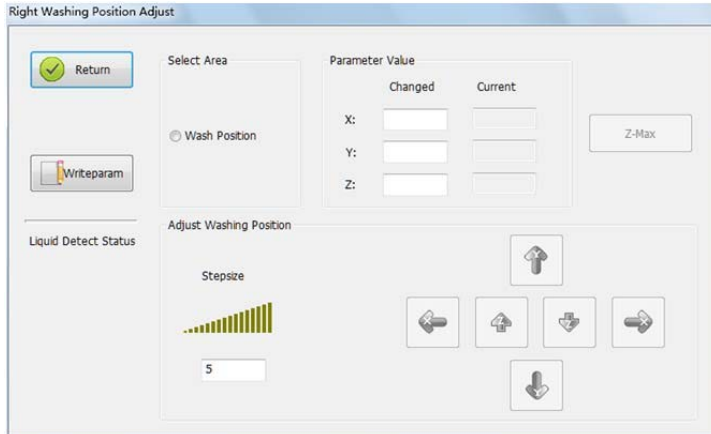 Right Washing Position Adjust
Return
Select Area
Parameter Value
Changed Current
Wash Position
X:
Y:
Z:
Z-Max
Writeparam
Liquid Detect Status
Adjust Washing Position
Stepsize
5
Y
X Z Z X
Y